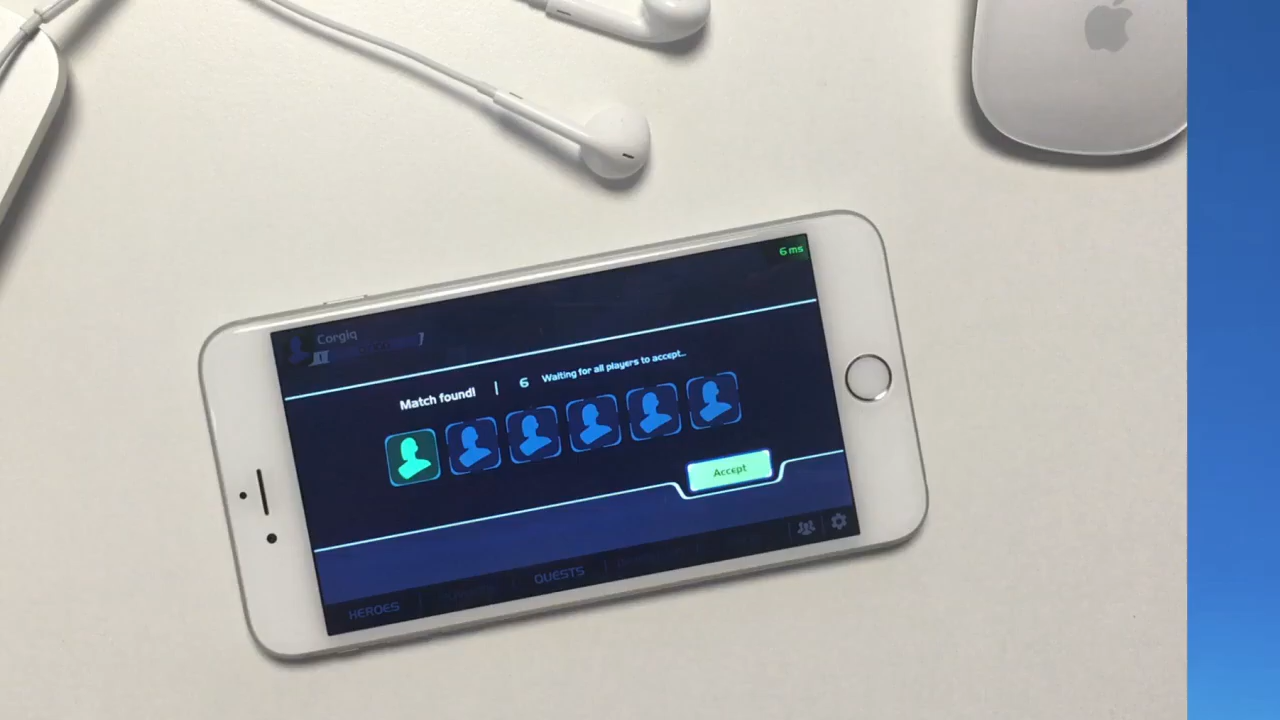 6 ms
Corgiq
Match found! | 6 Waiting for all players to accept...
Accept
HEROES | | QUESTS |